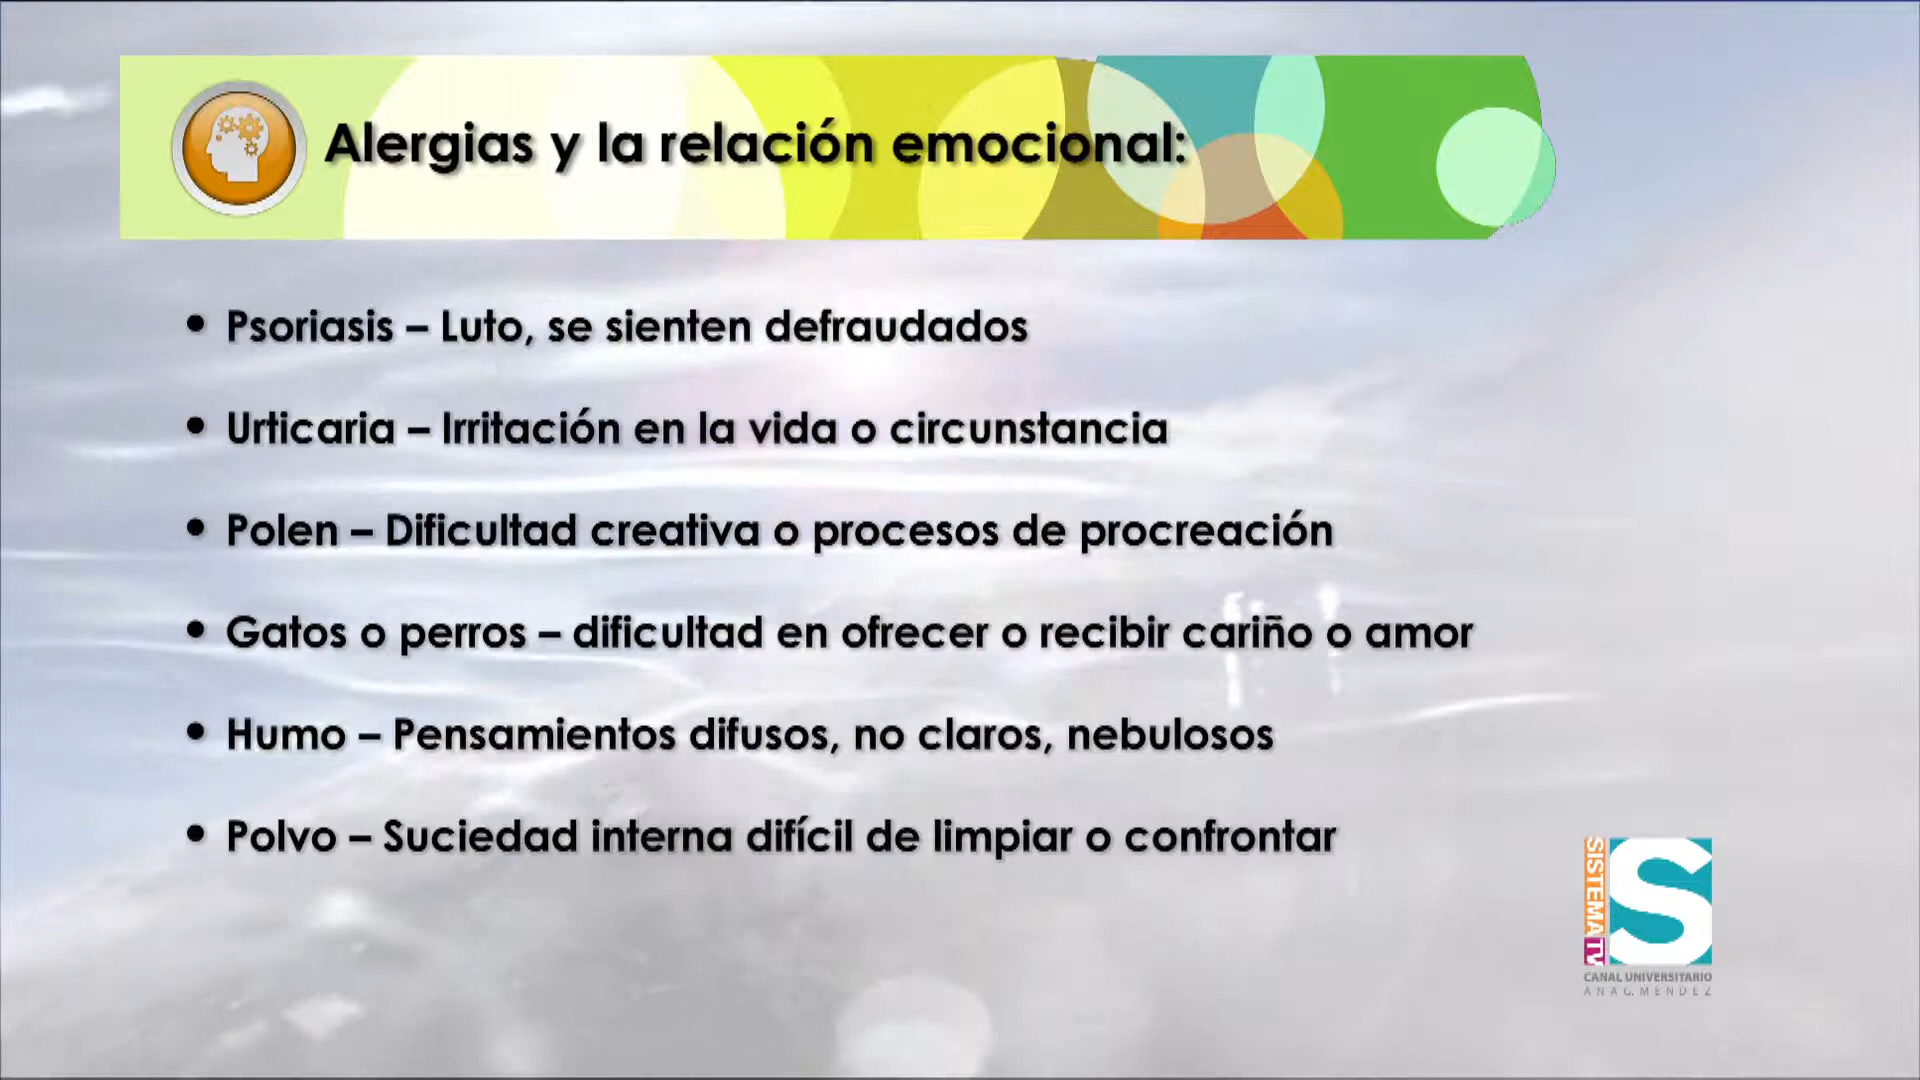 Alergias y la relación emocional:
• Psoriasis – Luto, se sienten defraudados
• Urticaria – Irritación en la vida o circunstancia
• Polen – Dificultad creativa o procesos de procreación
• Gatos o perros – dificultad en ofrecer o recibir cariño o amor
• Humo – Pensamientos difusos, no claros, nebulosos
• Polvo – Suciedad interna difícil de limpiar o confrontar
SISTEMA TV
S
CANAL UNIVERSITARIO
ANA G. MÉNDEZ